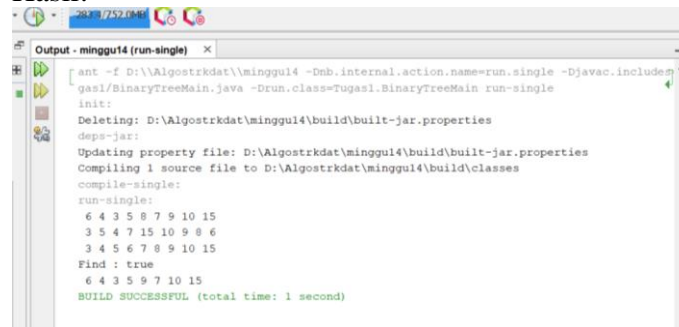 283.8/752.0MB
Output - minggu14 (run-single) ×
ant -f D:\\Algostrkdat\\minggu14 -Dnb.internal.action.name=run.single -Djavac.includes=
gas1/BinaryTreeMain.java -Drun.class=Tugas1.BinaryTreeMain run-single
init:
Deleting: D:\Algostrkdat\minggu14\build\built-jar.properties
deps-jar:
Updating property file: D:\Algostrkdat\minggu14\build\built-jar.properties
Compiling 1 source file to D:\Algostrkdat\minggu14\build\classes
compile-single:
run-single:
6 4 3 5 8 7 9 10 15
3 5 4 7 15 10 9 8 6
3 4 5 6 7 8 9 10 15
Find : true
6 4 3 5 9 7 10 15
BUILD SUCCESSFUL (total time: 1 second)